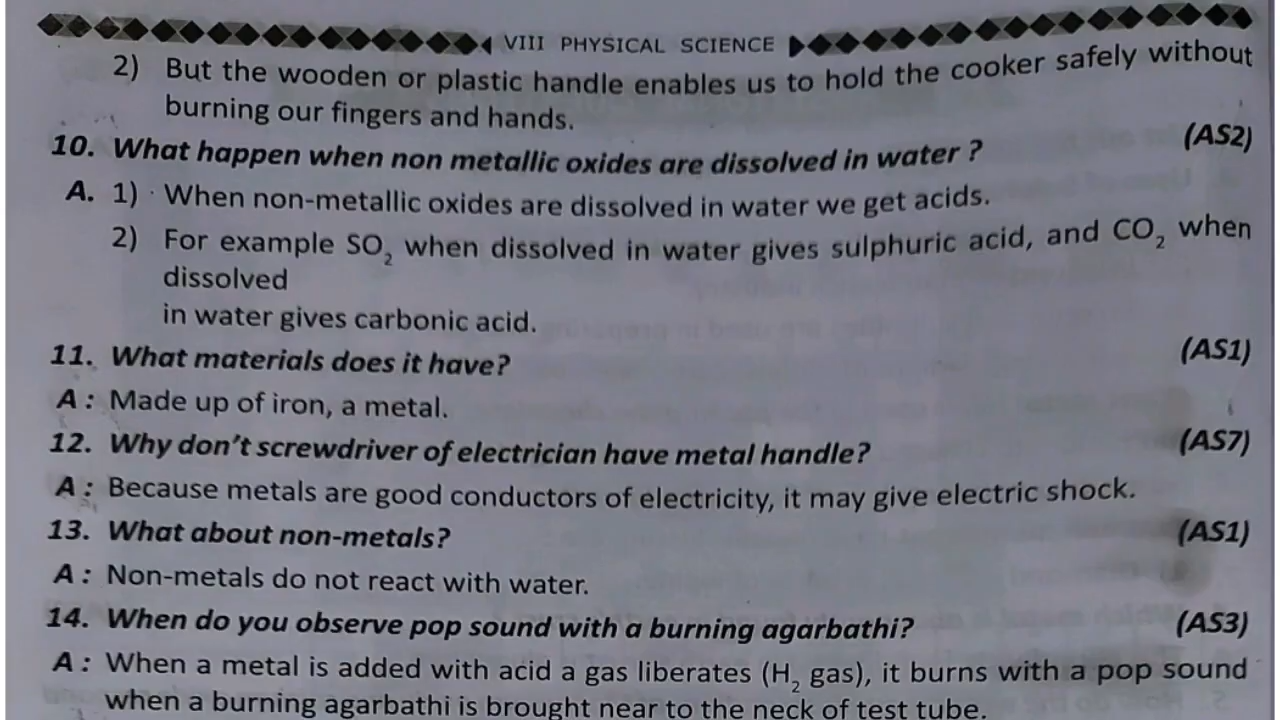 VIII PHYSICAL SCIENCE
2) But the wooden or plastic handle enables us to hold the cooker safely without
burning our fingers and hands.
10. What happen when non metallic oxides are dissolved in water ? (AS2)
A. 1) When non-metallic oxides are dissolved in water we get acids.
2) For example SO₂ when dissolved in water gives sulphuric acid, and CO₂ when
dissolved
in water gives carbonic acid.
11. What materials does it have? (AS1)
A : Made up of iron, a metal.
12. Why don't screwdriver of electrician have metal handle? (AS7)
A : Because metals are good conductors of electricity, it may give electric shock.
13. What about non-metals? (AS1)
A : Non-metals do not react with water.
14. When do you observe pop sound with a burning agarbathi? (AS3)
A : When a metal is added with acid a gas liberates (H₂ gas), it burns with a pop sound
when a burning agarbathi is brought near to the neck of test tube.